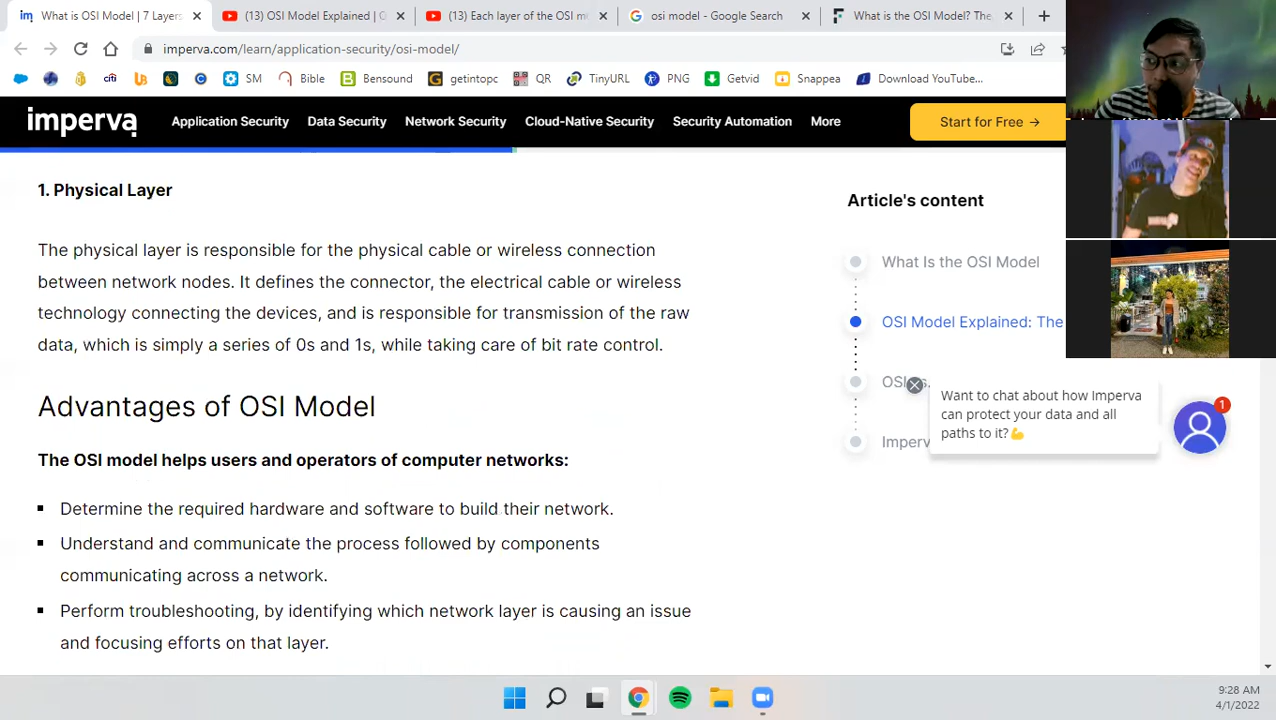 What is OSI Model | 7 Layers
(13) OSI Model Explained | O
(13) Each layer of the OSI m
osi model - Google Search
What is the OSI Model? The
imperva.com/learn/application-security/osi-model/
citi
SM
Bible
Bensound
getintopc
QR
TinyURL
PNG
Getvid
Snappea
Download YouTube...
imperva
Application Security
Data Security
Network Security
Cloud-Native Security
Security Automation
More
Start for Free →
1. Physical Layer
The physical layer is responsible for the physical cable or wireless connection
between network nodes. It defines the connector, the electrical cable or wireless
technology connecting the devices, and is responsible for transmission of the raw
data, which is simply a series of 0s and 1s, while taking care of bit rate control.
Advantages of OSI Model
The OSI model helps users and operators of computer networks:
Determine the required hardware and software to build their network.
Understand and communicate the process followed by components
communicating across a network.
Perform troubleshooting, by identifying which network layer is causing an issue
and focusing efforts on that layer.
Article's content
What Is the OSI Model
OSI Model Explained: The
OSI vs.
Imperv
Want to chat about how Imperva
can protect your data and all
paths to it?💪
1
9:28 AM
4/1/2022